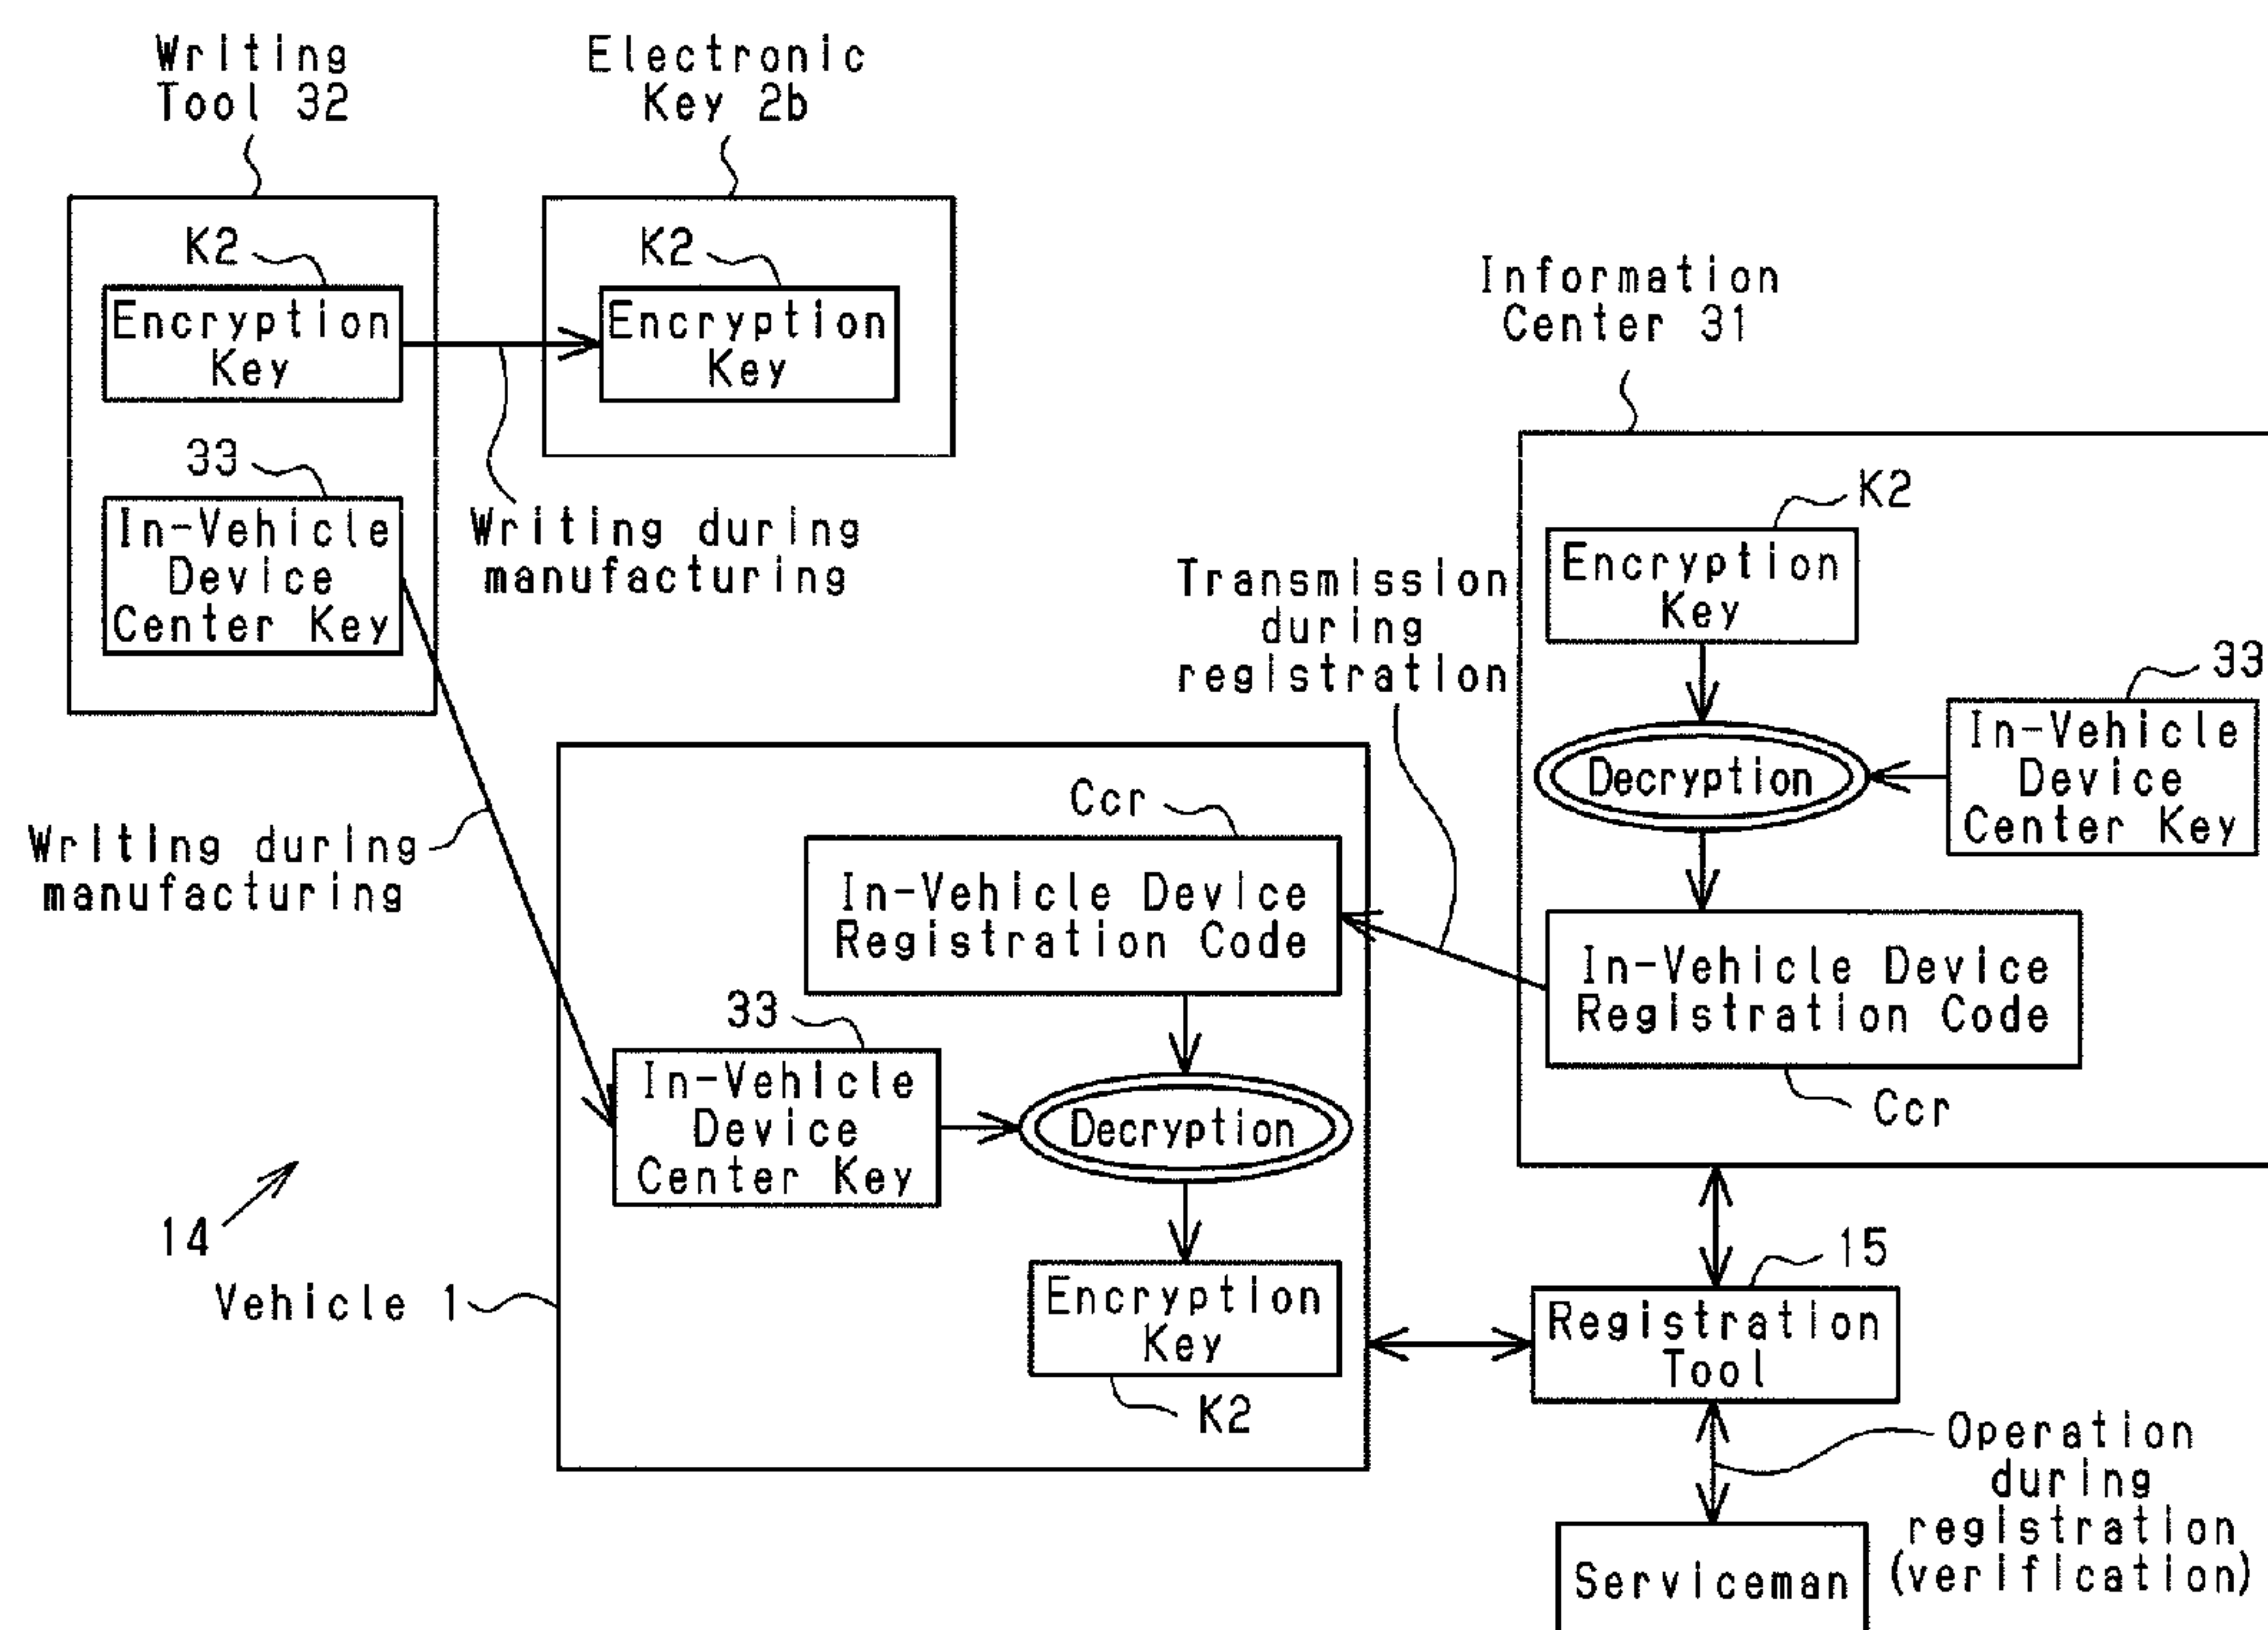 Writing
Tool 32
Electronic
Key 2b
K2
Encryption
Key
K2
Encryption
Key
33
In-Vehicle
Device
Center Key
Writing during
manufacturing
Writing during
manufacturing
Information
Center 31
K2
Encryption
Key
33
In-Vehicle
Device
Center Key
Decryption
In-Vehicle Device
Registration Code
Ccr
Transmission
during
registration
Ccr
In-Vehicle Device
Registration Code
33
In-Vehicle
Device
Center Key
Decryption
Encryption
Key
K2
14
Vehicle 1
15
Registration
Tool
Operation
during
registration
(verification)
Serviceman